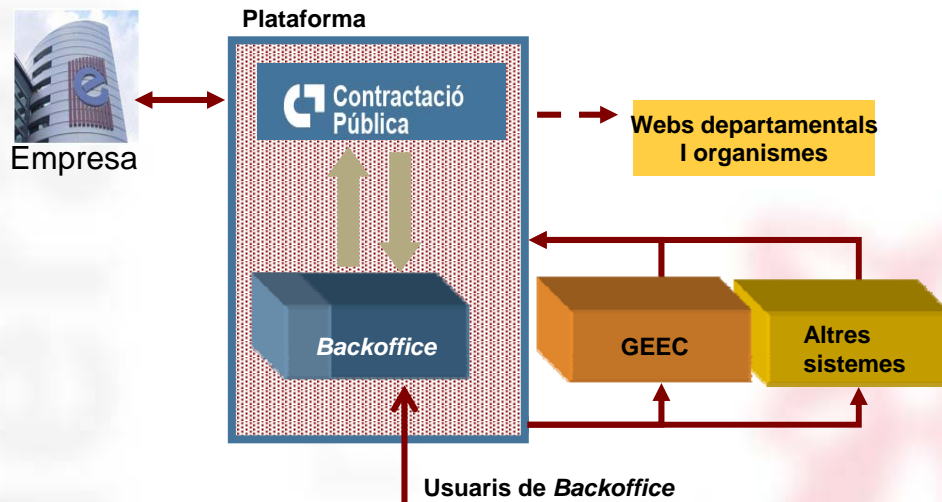 Plataforma
Contractació
Pública
Empresa
Webs departamentals
I organismes
Backoffice
GEEC
Altres
sistemes
Usuaris de Backoffice